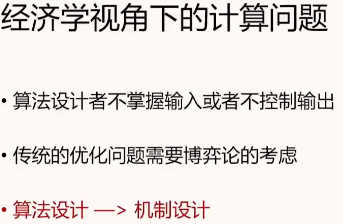 经济学视角下的计算问题
• 算法设计者不掌握输入或者不控制输出
• 传统的优化问题需要博弈论的考虑
• 算法设计 —> 机制设计